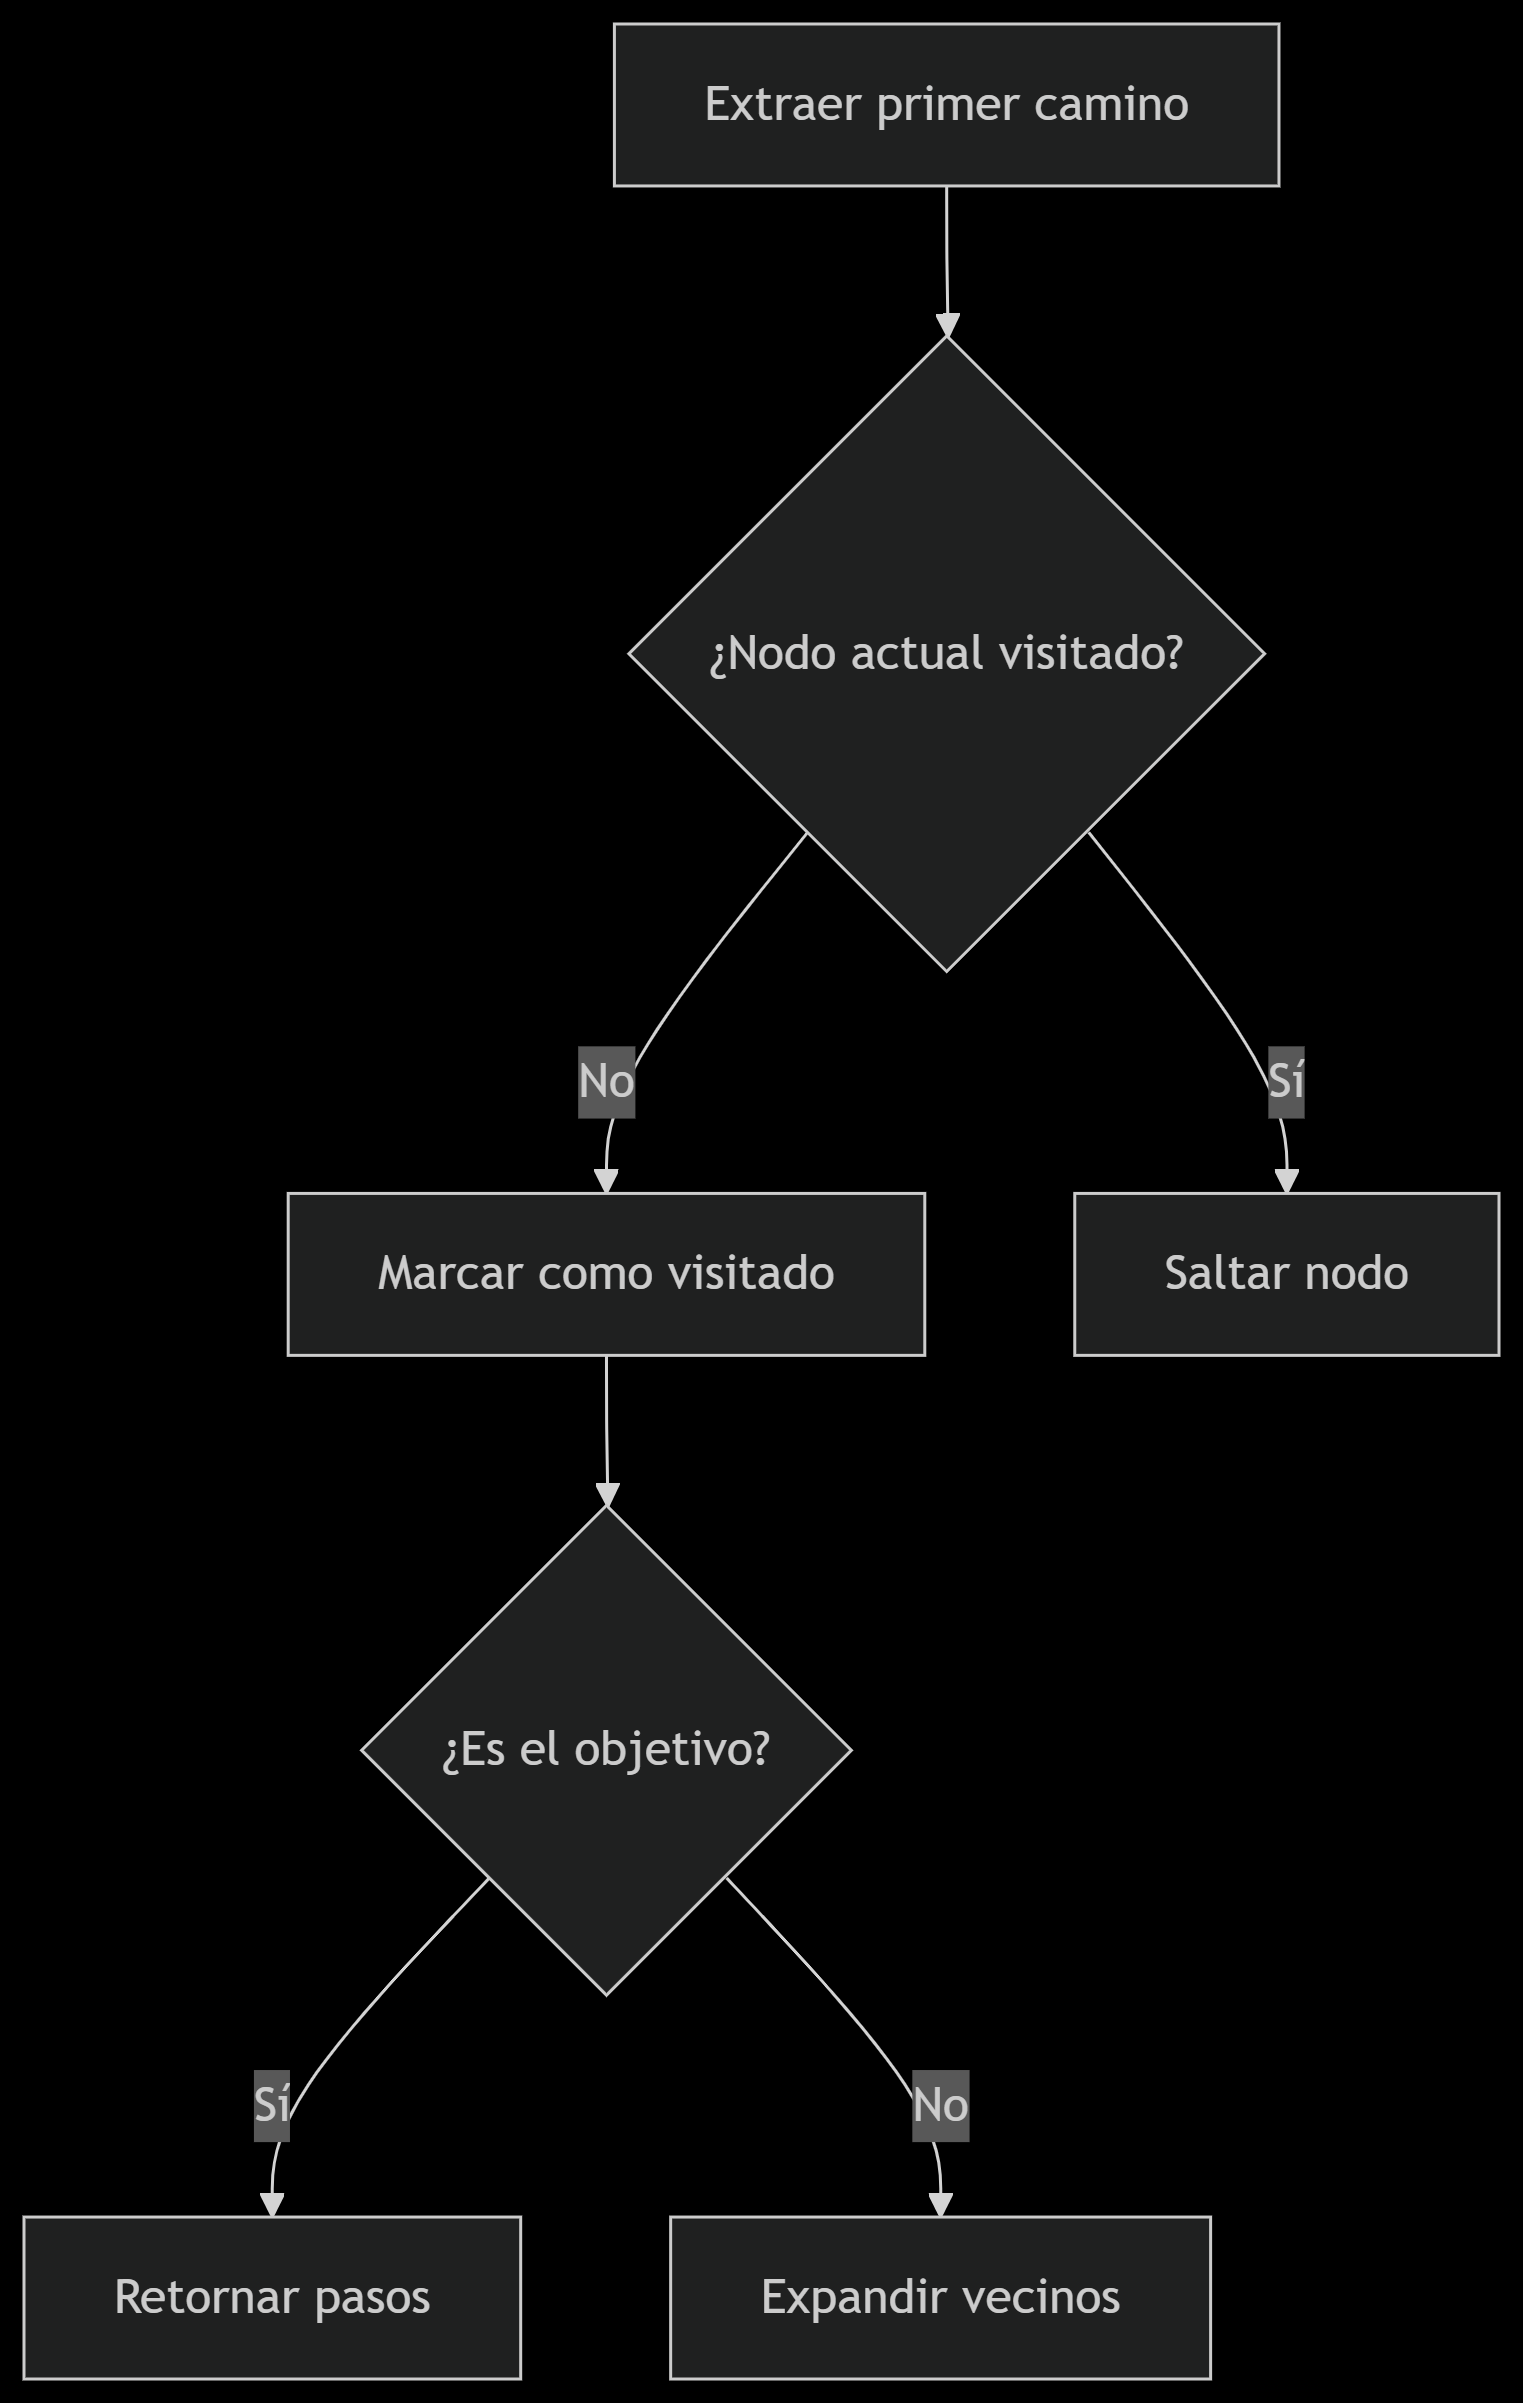 Extraer primer camino
¿Nodo actual visitado?
No
Sí
Marcar como visitado
Saltar nodo
¿Es el objetivo?
Sí
No
Retornar pasos
Expandir vecinos